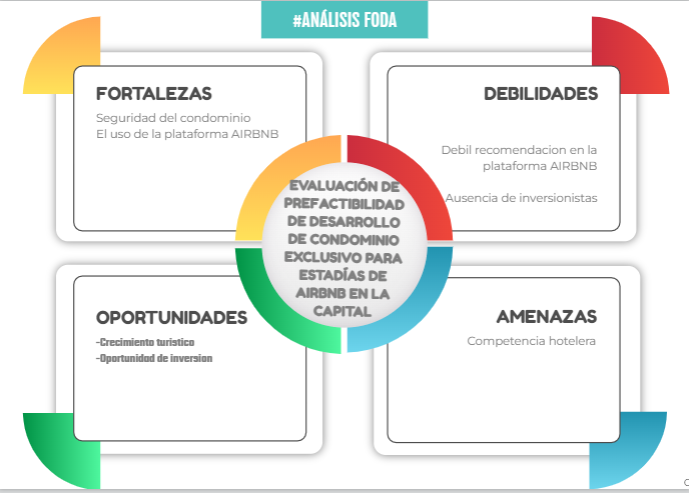 #ANÁLISIS FODA
FORTALEZAS
Seguridad del condominio
El uso de la plataforma AIRBNB
DEBILIDADES
Debil recomendacion en la
plataforma AIRBNB
Ausencia de inversionistas
EVALUACIÓN DE
PREFACTIBILIDAD
DE DESARROLLO
DE CONDOMINIO
EXCLUSIVO PARA
ESTADÍAS DE
AIRBNB EN LA
CAPITAL
OPORTUNIDADES
-Crecimiento turistico
-Oportunidad de inversion
AMENAZAS
Competencia hotelera